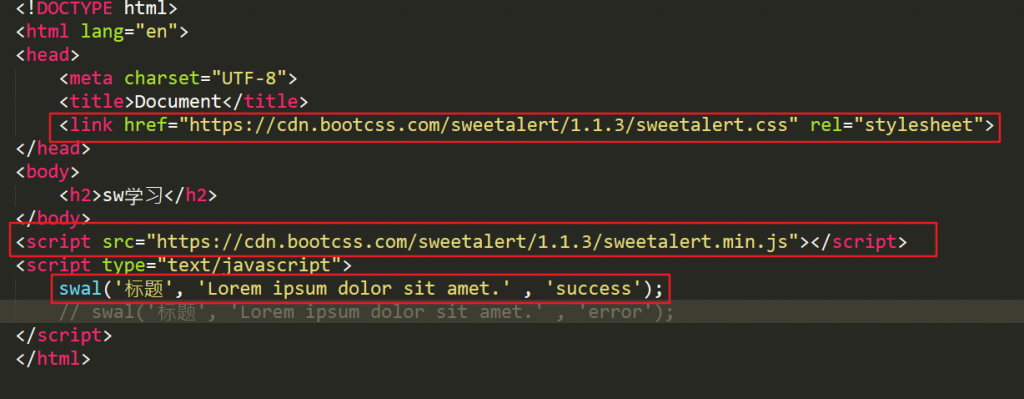 <!DOCTYPE html>
<html lang="en">
<head>
    <meta charset="UTF-8">
    <title>Document</title>
    <link href="https://cdn.bootcss.com/sweetalert/1.1.3/sweetalert.css" rel="stylesheet">
</head>
<body>
    <h2>sw学习</h2>
</body>
<script src="https://cdn.bootcss.com/sweetalert/1.1.3/sweetalert.min.js"></script>
<script type="text/javascript">
    swal('标题', 'Lorem ipsum dolor sit amet.' , 'success');
    // swal('标题', 'Lorem ipsum dolor sit amet.' , 'error');
</script>
</html>